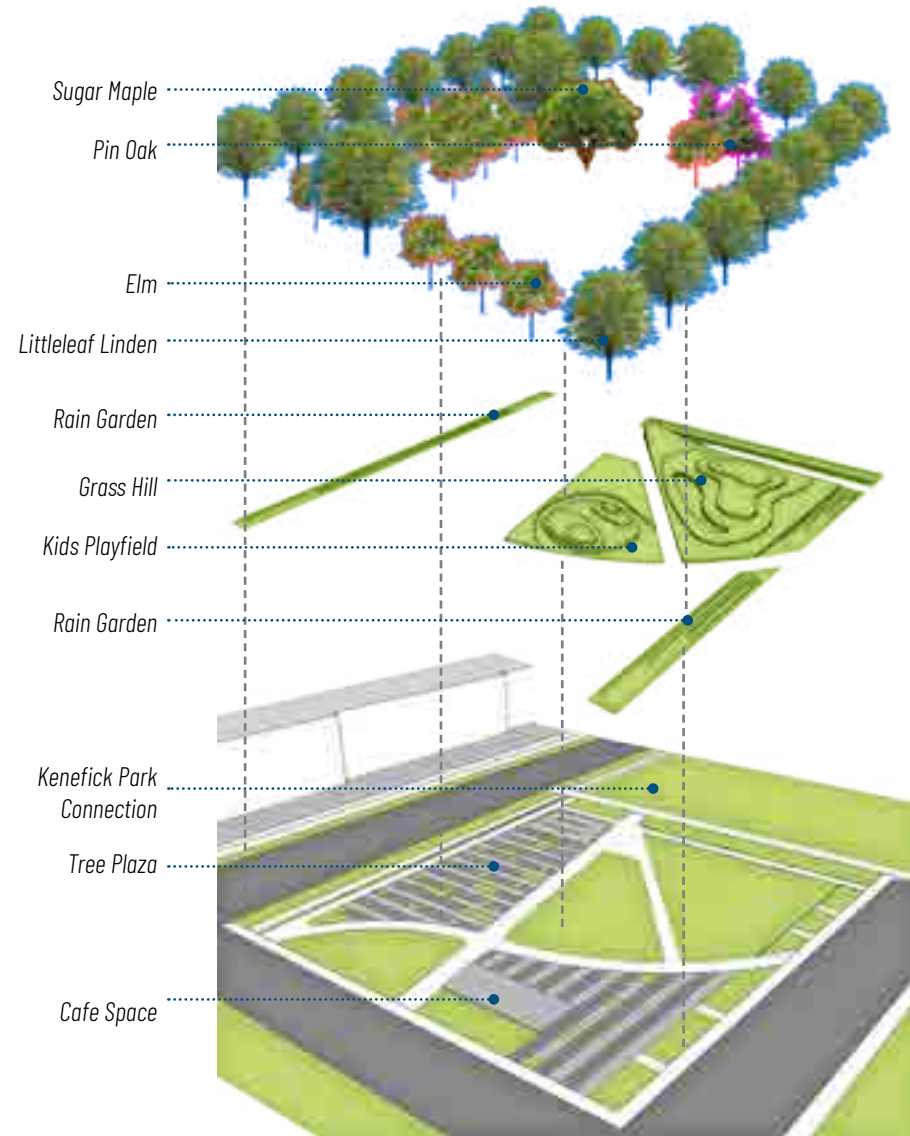 Sugar Maple
Pin Oak
Elm
Littleleaf Linden
Rain Garden
Grass Hill
Kids Playfield
Rain Garden
Kenefick Park
Connection
Tree Plaza
Cafe Space